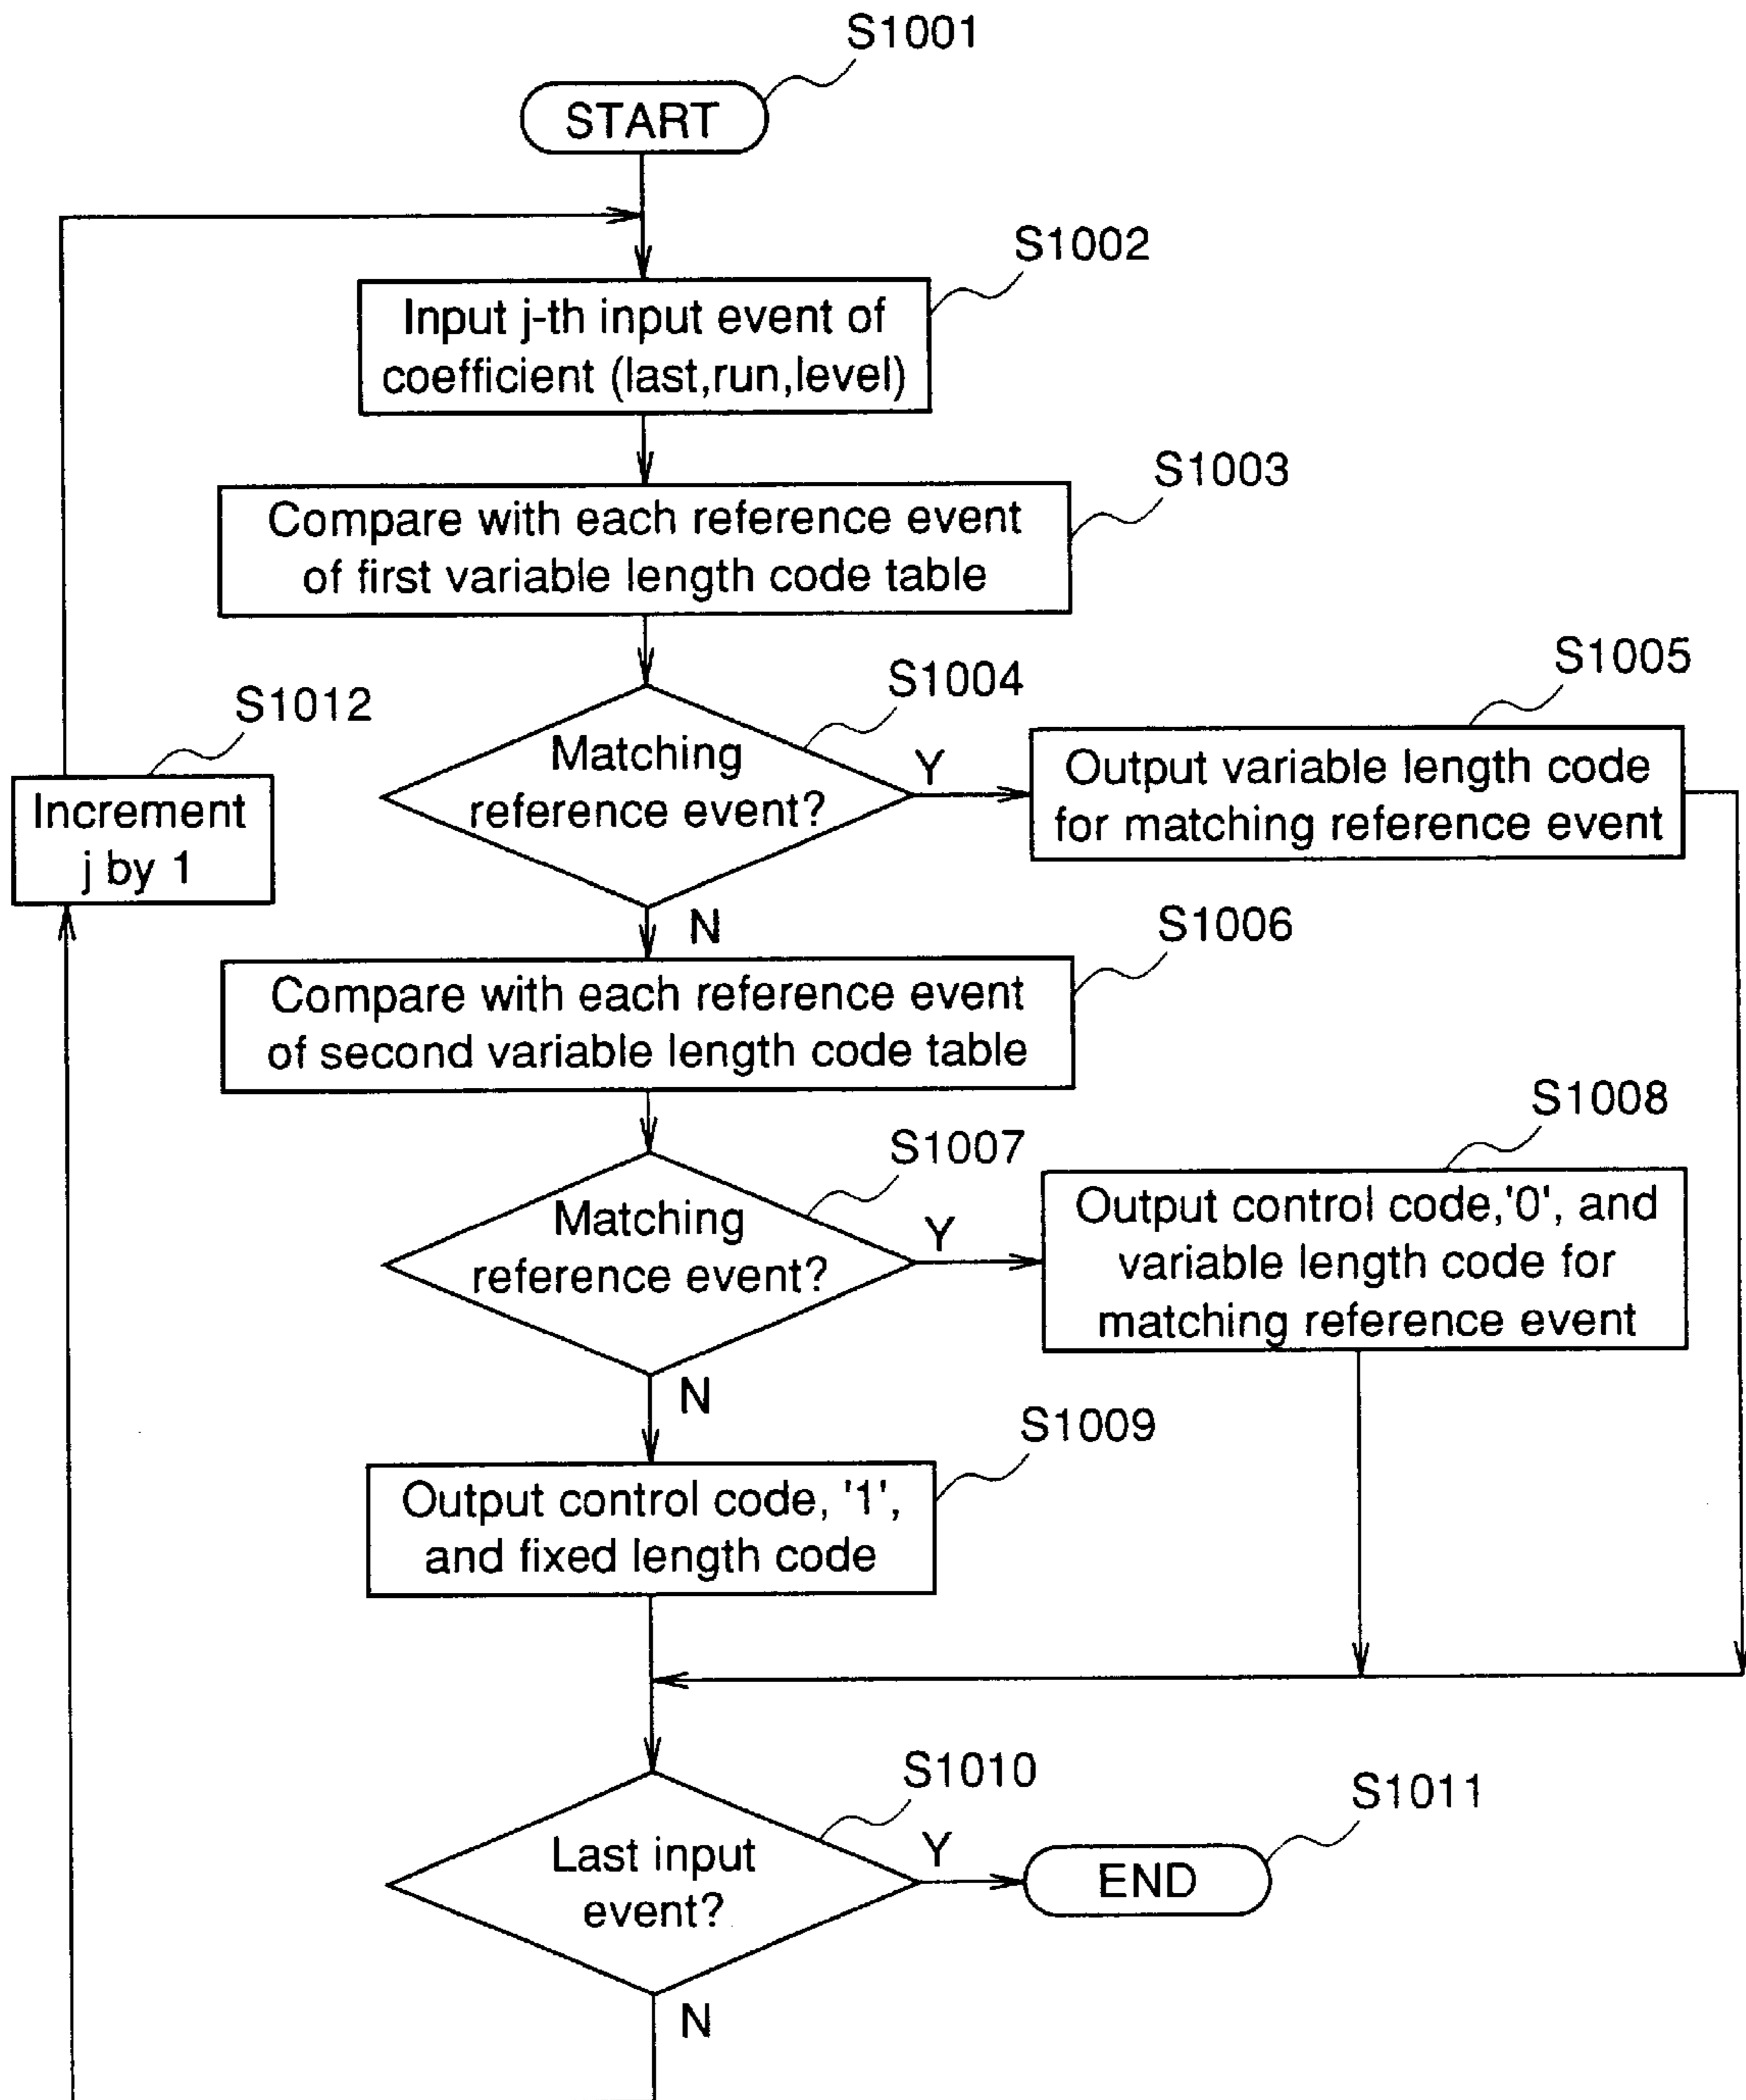 S1001
START
S1002
Input j-th input event of
coefficient (last,run,level)
S1003
Compare with each reference event
of first variable length code table
S1004
Matching
reference event?
Y
N
S1005
Output variable length code
for matching reference event
S1012
Increment
j by 1
S1006
Compare with each reference event
of second variable length code table
S1007
Matching
reference event?
Y
N
S1008
Output control code,'0', and
variable length code for
matching reference event
S1009
Output control code, '1',
and fixed length code
S1010
Last input
event?
Y
N
S1011
END